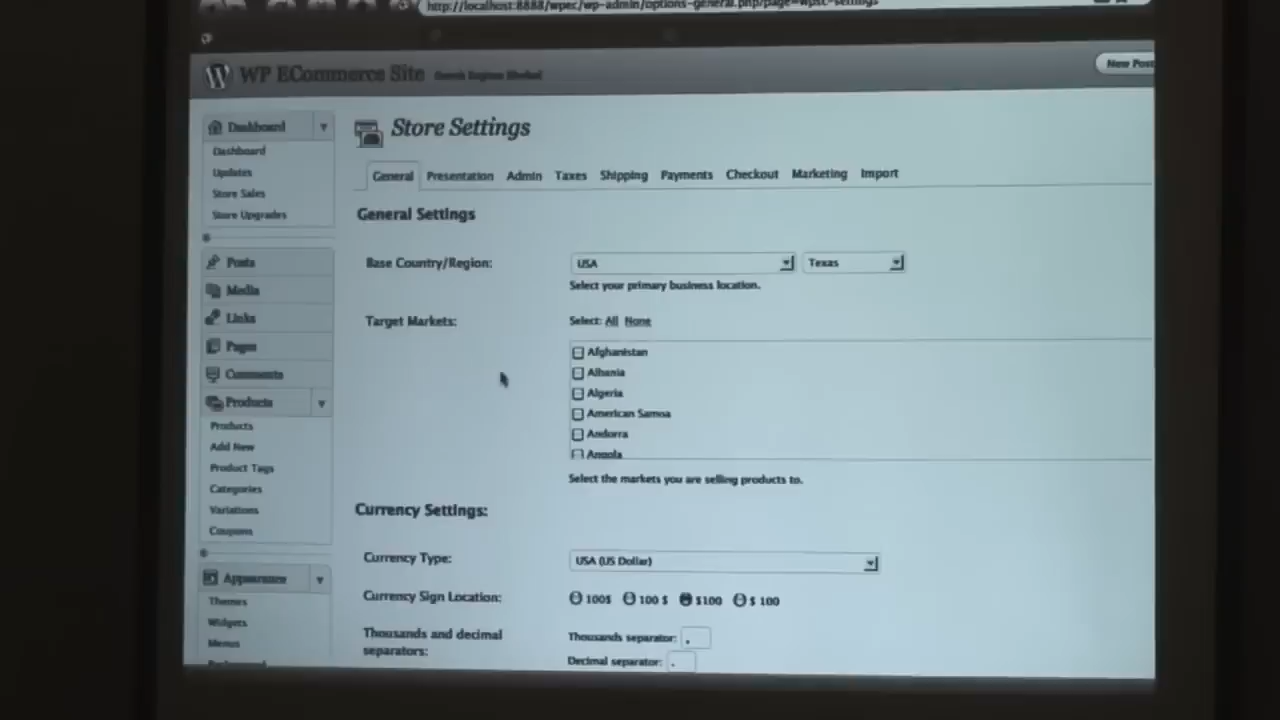 http://localhost:8888/wpec/wp-admin/options-general.php?page=wpsc-settings
WP ECommerce Site
New Post
Dashboard
Dashboard
Updates
Store Sales
Store Upgrades
Posts
Media
Links
Pages
Comments
Products
Products
Add New
Product Tags
Categories
Variations
Coupons
Appearance
Themes
Widgets
Menus
Store Settings
General Presentation Admin Taxes Shipping Payments Checkout Marketing Import
General Settings
Base Country/Region: USA Texas
Select your primary business location.
Target Markets: Select: All None
Afghanistan
Albania
Algeria
American Samoa
Andorra
Angola
Select the markets you are selling products to.
Currency Settings:
Currency Type: USA (US Dollar)
Currency Sign Location: 100$ 100 $ $100 $ 100
Thousands and decimal
separators:
Thousands separator: ,
Decimal separator: .